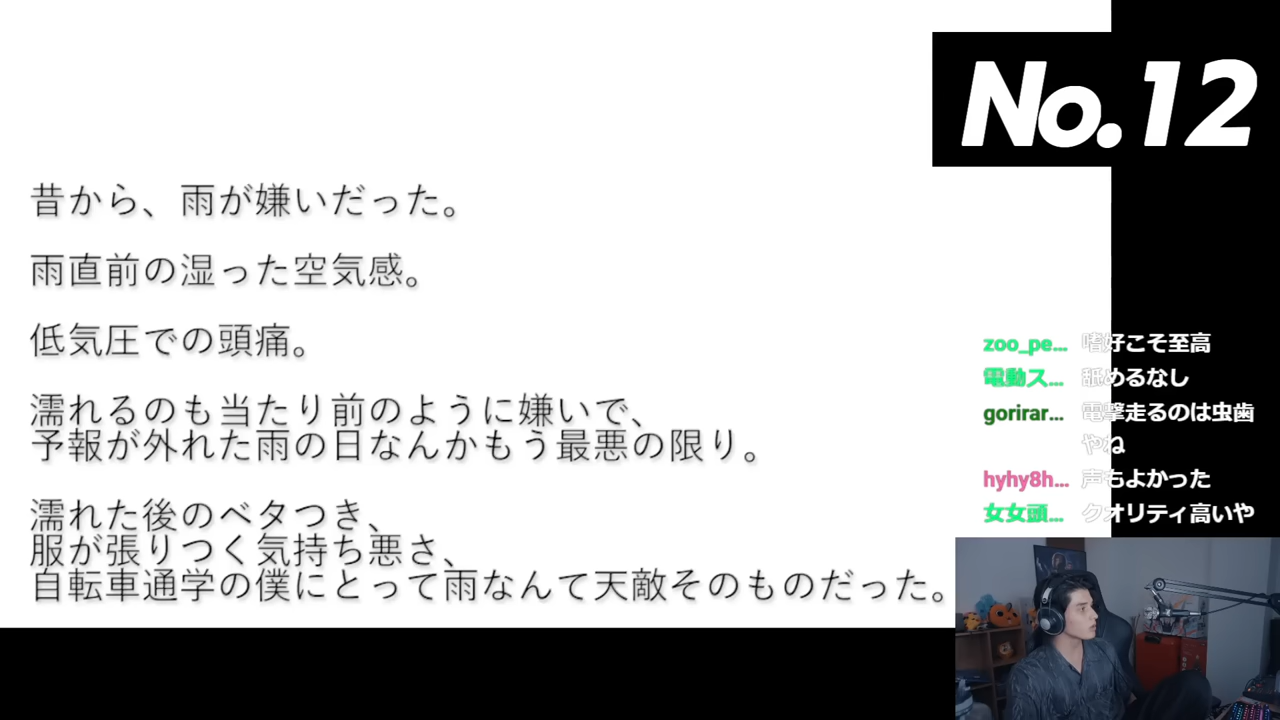 No.12
昔から、雨が嫌いだった。
雨直前の湿った空気感。
低気圧での頭痛。
濡れるのも当たり前のように嫌いで、
予報が外れた雨の日なんかもう最悪の限り。
濡れた後のベタつき、
服が張りつく気持ち悪さ、
自転車通学の僕にとって雨なんて天敵そのものだった。
zoo_pe... 嗜好こそ至高
電動ス... 舐めるなし
gorirar... 電撃走るのは虫歯
やね
hyhy8h... 声もよかった
女女頭... クオリティ高いや